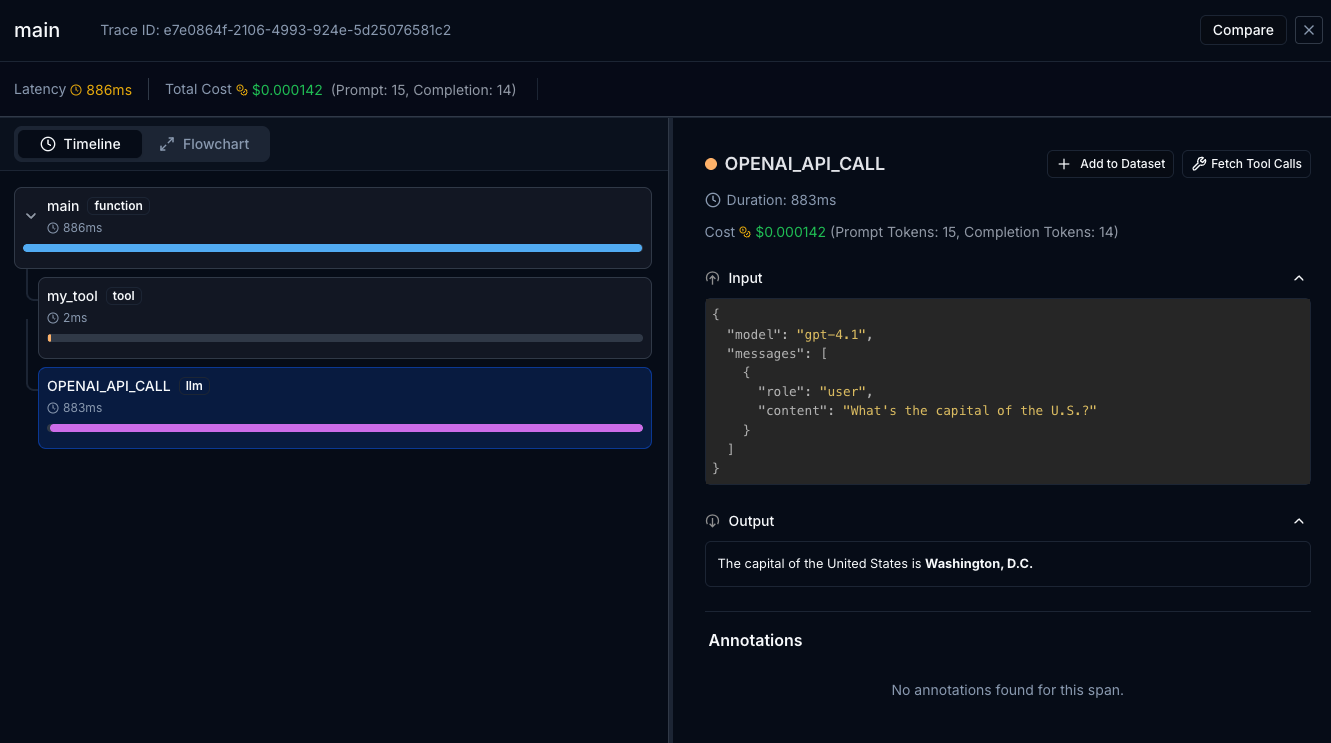 main
Trace ID: e7e0864f-2106-4993-924e-5d25076581c2
Compare
Latency 886ms
Total Cost $0.000142 (Prompt: 15, Completion: 14)
Timeline
Flowchart
main function
886ms
my_tool tool
2ms
OPENAI_API_CALL llm
883ms
OPENAI_API_CALL
Add to Dataset
Fetch Tool Calls
Duration: 883ms
Cost $0.000142 (Prompt Tokens: 15, Completion Tokens: 14)
Input
{
  "model": "gpt-4.1",
  "messages": [
    {
      "role": "user",
      "content": "What's the capital of the U.S.?"
    }
  ]
}
Output
The capital of the United States is Washington, D.C.
Annotations
No annotations found for this span.